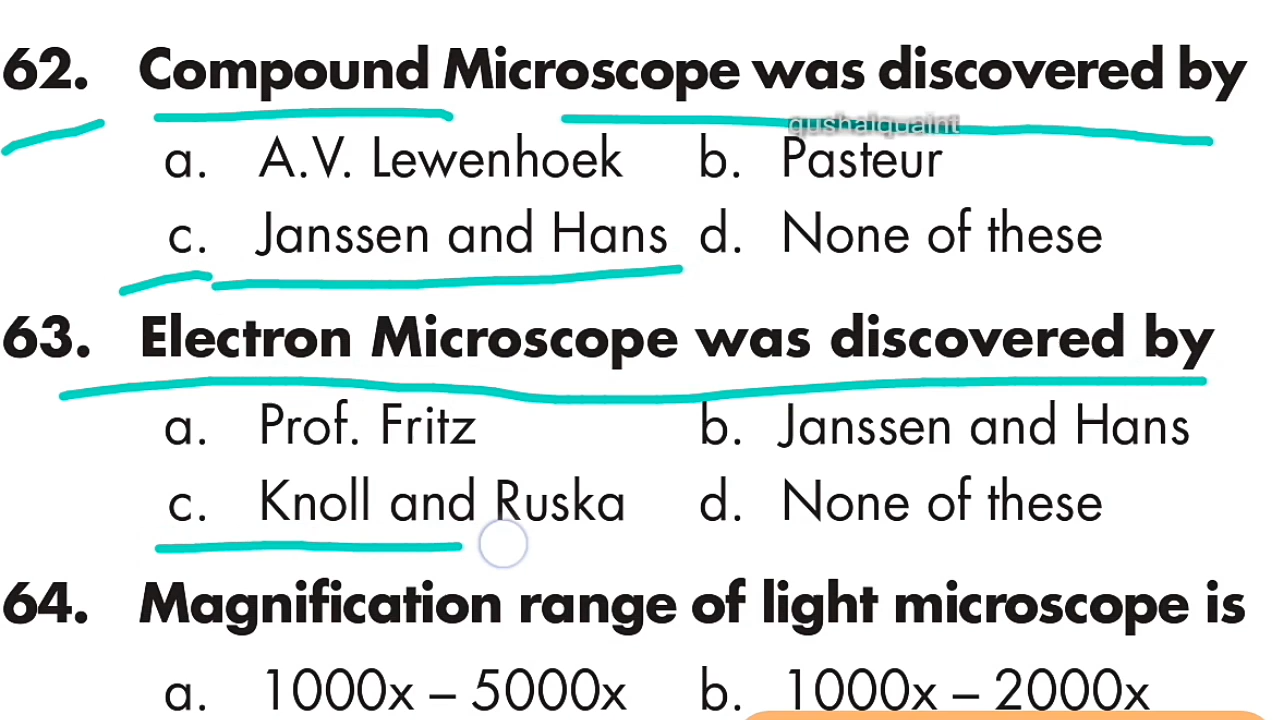 62. Compound Microscope was discovered by
gushalquaint
a. A.V. Lewenhoek b. Pasteur
c. Janssen and Hans d. None of these
63. Electron Microscope was discovered by
a. Prof. Fritz b. Janssen and Hans
c. Knoll and Ruska d. None of these
64. Magnification range of light microscope is
a. 1000x – 5000x b. 1000x – 2000x